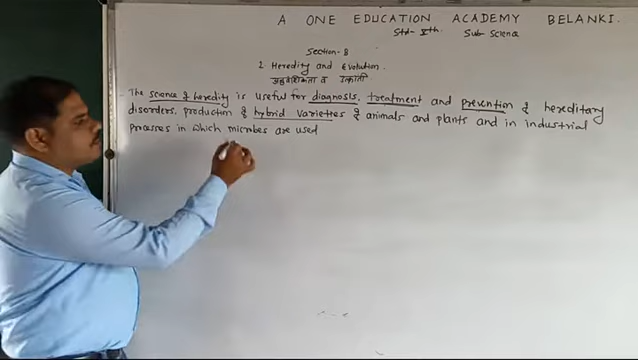 A ONE EDUCATION ACADEMY BELANKI.
Std- Xth. Sub- Science
Section- B
2 Heredity and Evolution.
अनुवंशिकता व उत्क्रांती
The science of heredity is useful for diagnosis, treatment and prevention of hereditary
disorders, production of hybrid varieties of animals and plants and in industrial
processes in which microbes are used